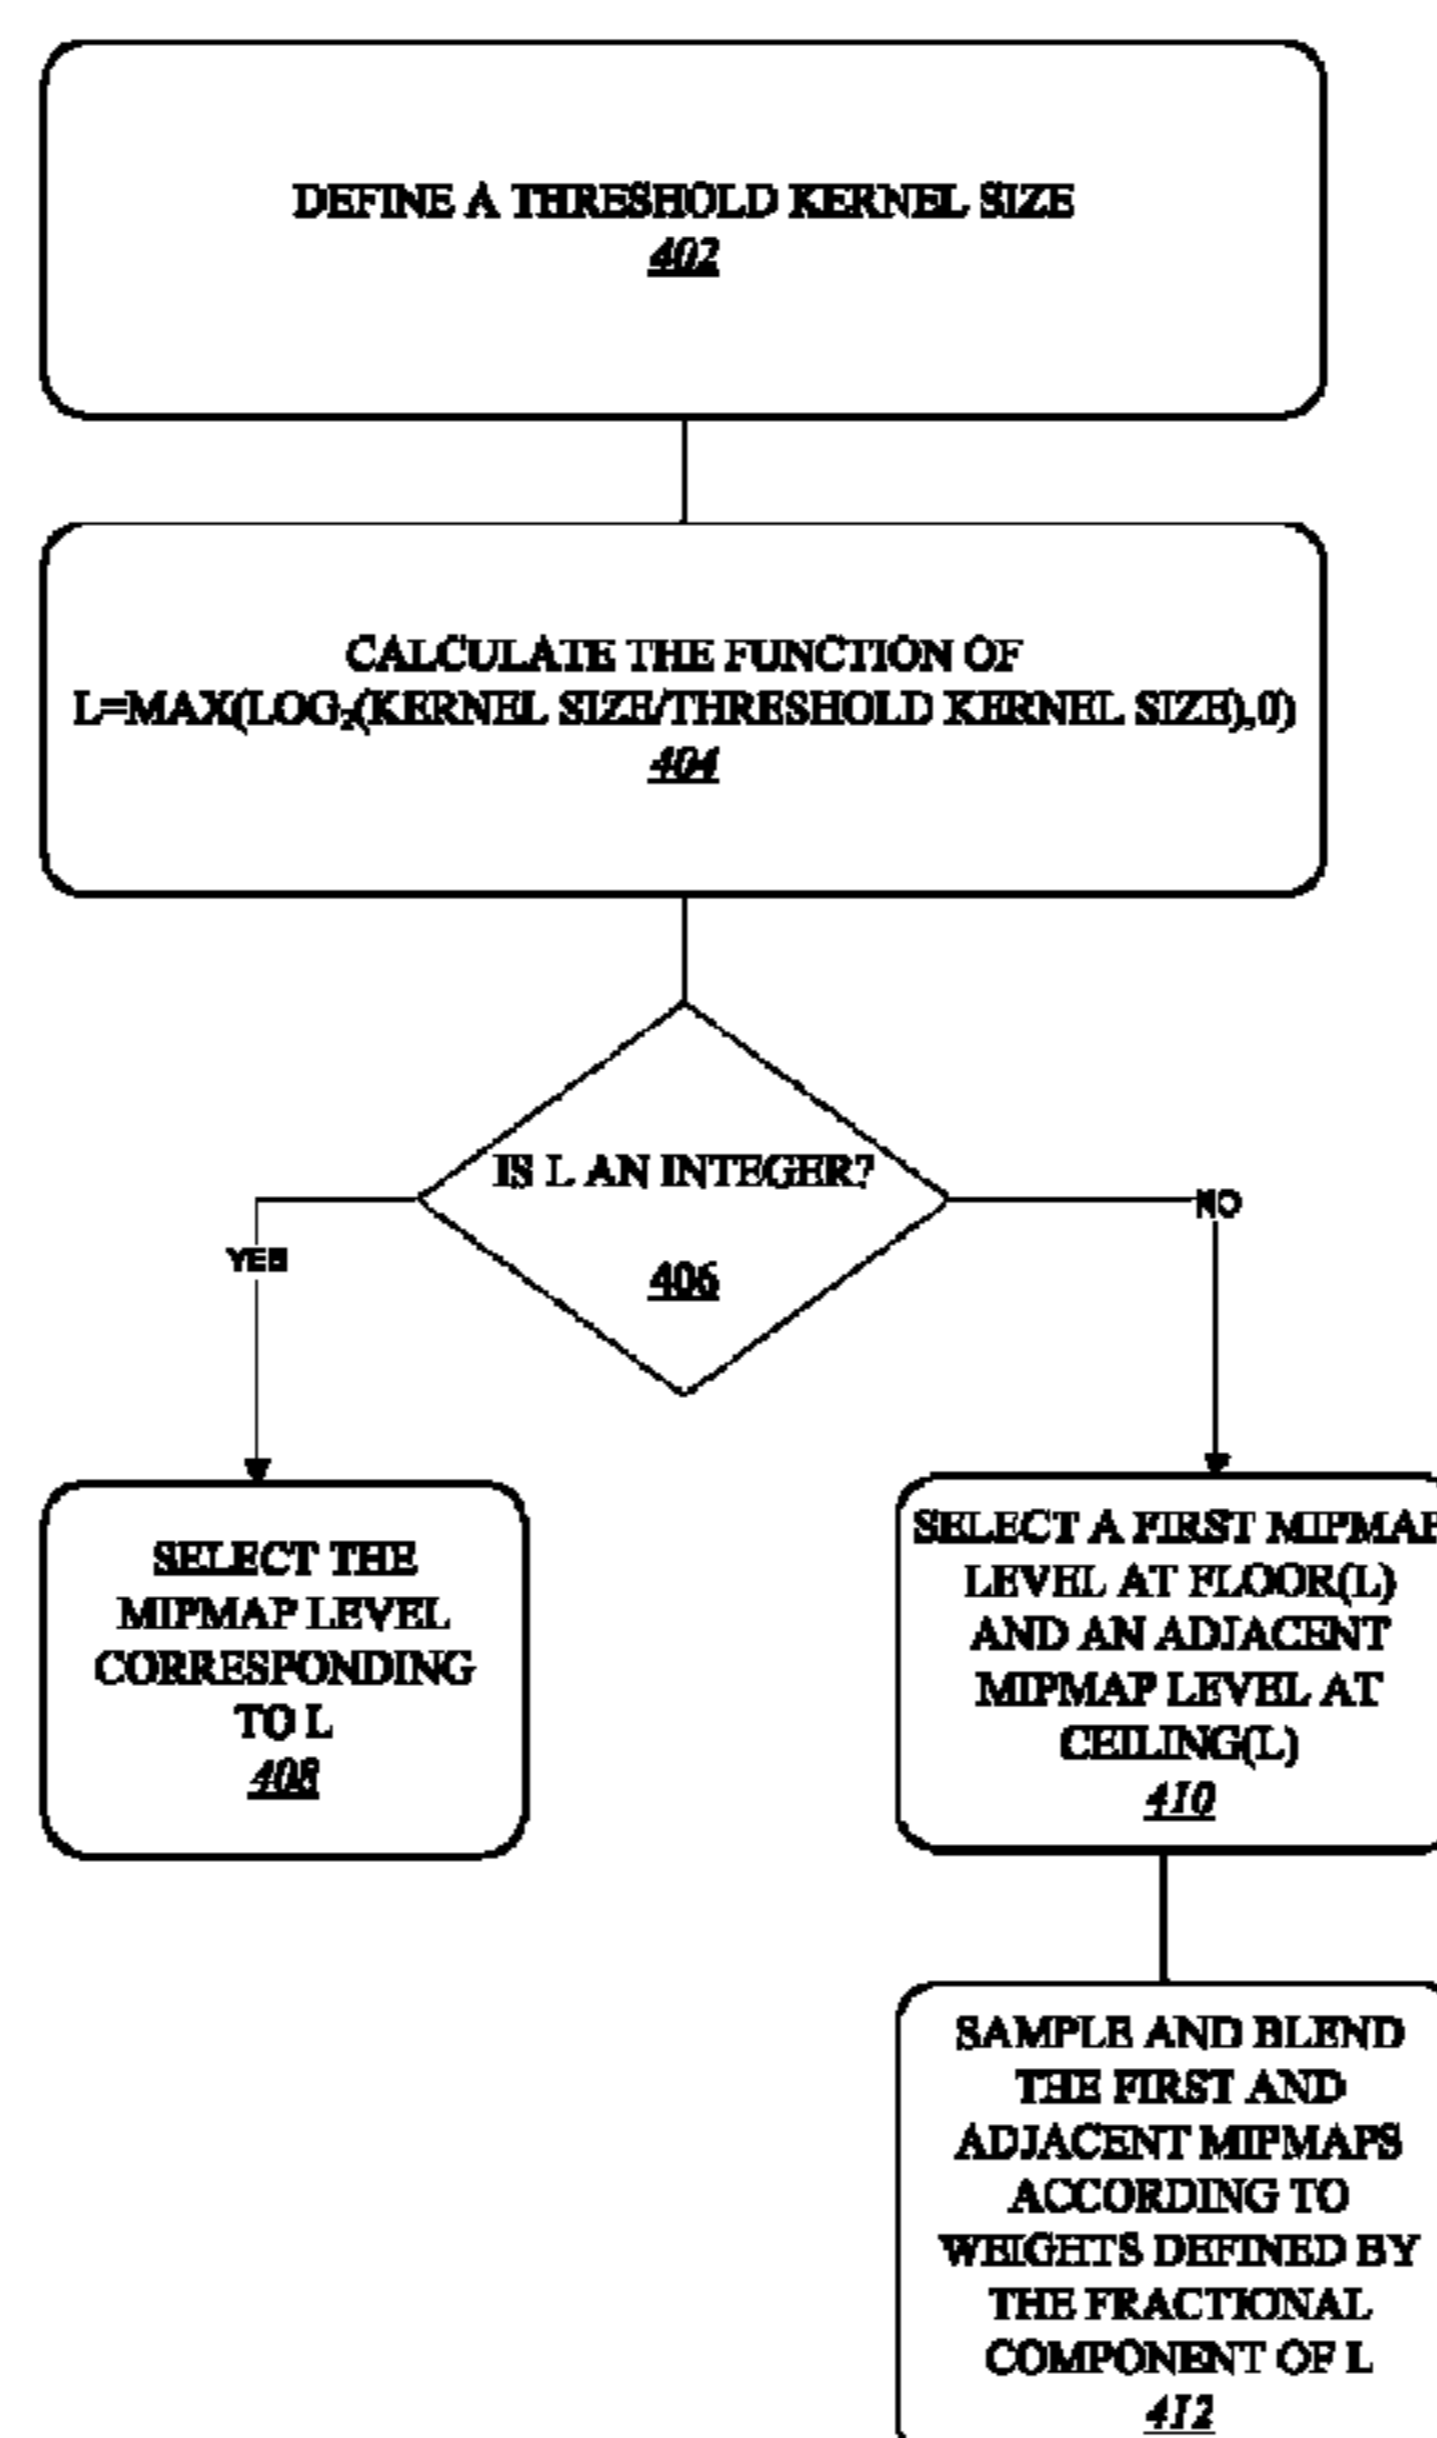 DEFINE A THRESHOLD KERNEL SIZE
402
CALCULATE THE FUNCTION OF
L=MAX(LOG₂(KERNEL SIZE/THRESHOLD KERNEL SIZE),0)
404
IS L AN INTEGER?
406
YES
NO
SELECT THE
MIPMAP LEVEL
CORRESPONDING
TO L
408
SELECT A FIRST MIPMAP
LEVEL AT FLOOR(L)
AND AN ADJACENT
MIPMAP LEVEL AT
CEILING(L)
410
SAMPLE AND BLEND
THE FIRST AND
ADJACENT MIPMAPS
ACCORDING TO
WEIGHTS DEFINED BY
THE FRACTIONAL
COMPONENT OF L
412